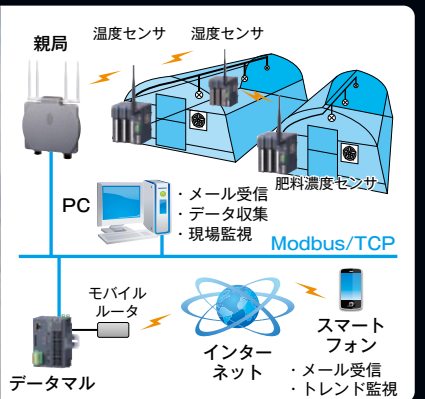 親局
温度センサ
湿度センサ
肥料濃度センサ
PC
・メール受信
・データ収集
・現場監視
Modbus/TCP
モバイル
ルータ
データマル
インター
ネット
スマート
フォン
・メール受信
・トレンド監視